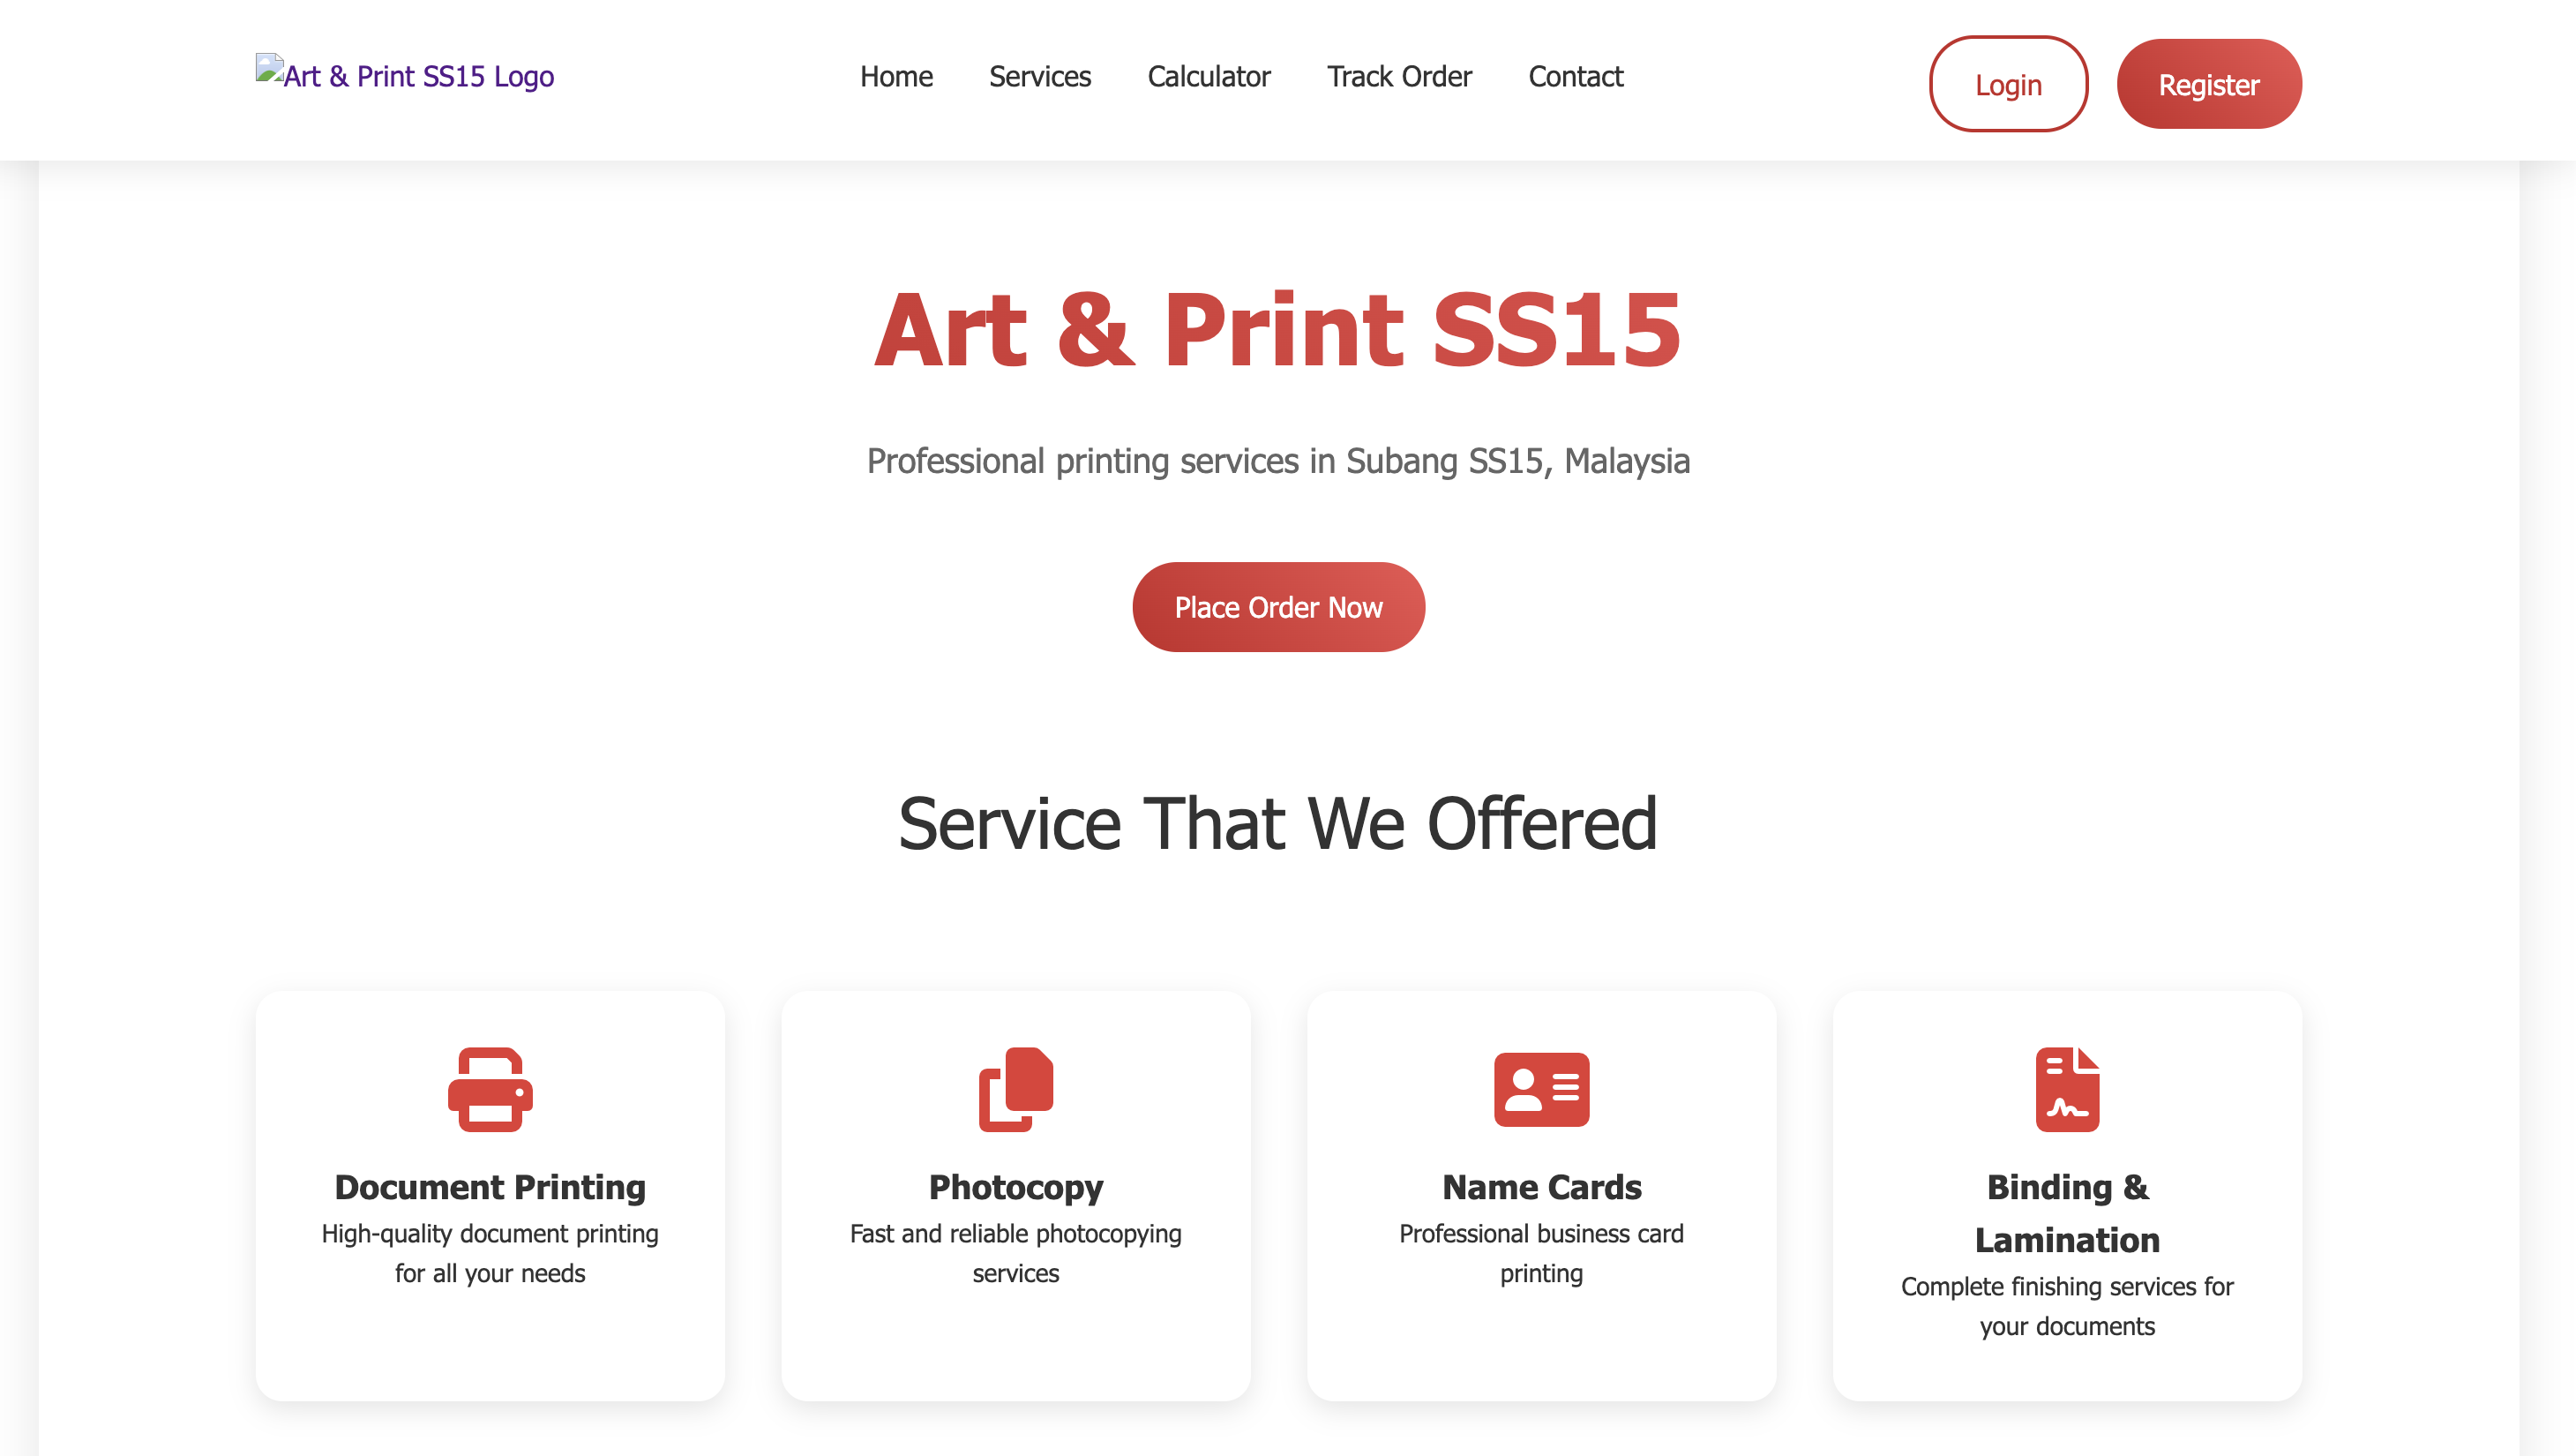 Art & Print SS15 Logo
Home
Services
Calculator
Track Order
Contact
Login
Register
Art & Print SS15
Professional printing services in Subang SS15, Malaysia
Place Order Now
Service That We Offered
Document Printing
High-quality document printing
for all your needs
Photocopy
Fast and reliable photocopying
services
Name Cards
Professional business card
printing
Binding &
Lamination
Complete finishing services for
your documents